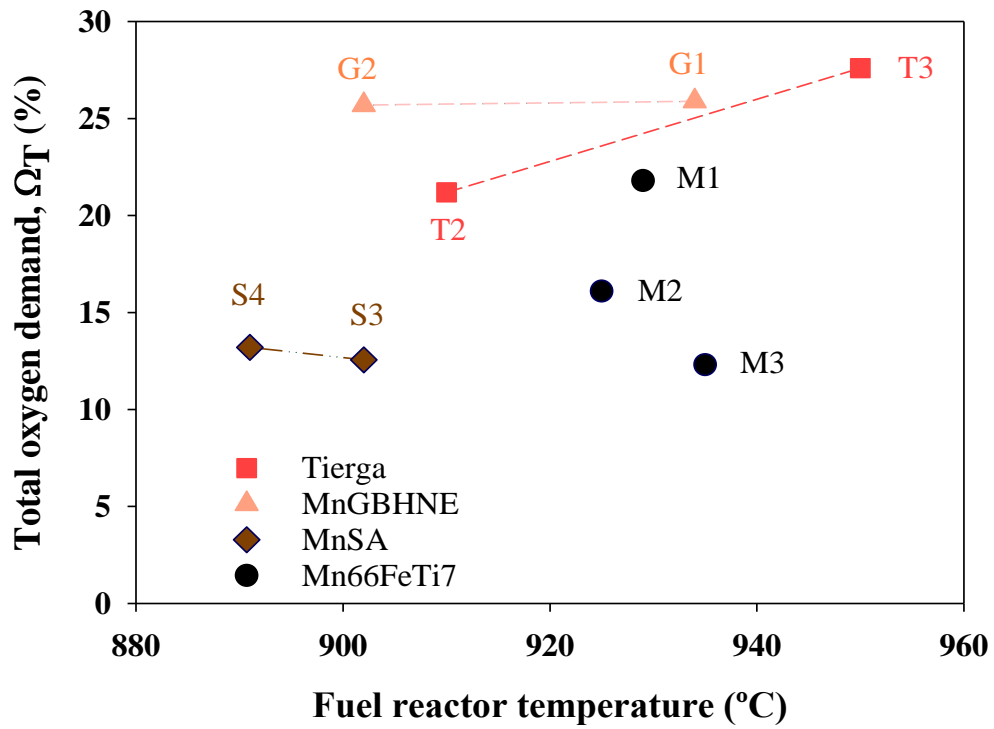 30
25
20
15
10
5
0
880
900
920
940
960
Total oxygen demand, ΩT (%)
Fuel reactor temperature (ºC)
G2
G1
T3
T2
M1
M2
M3
S4
S3
Tierga
MnGBHNE
MnSA
Mn66FeTi7